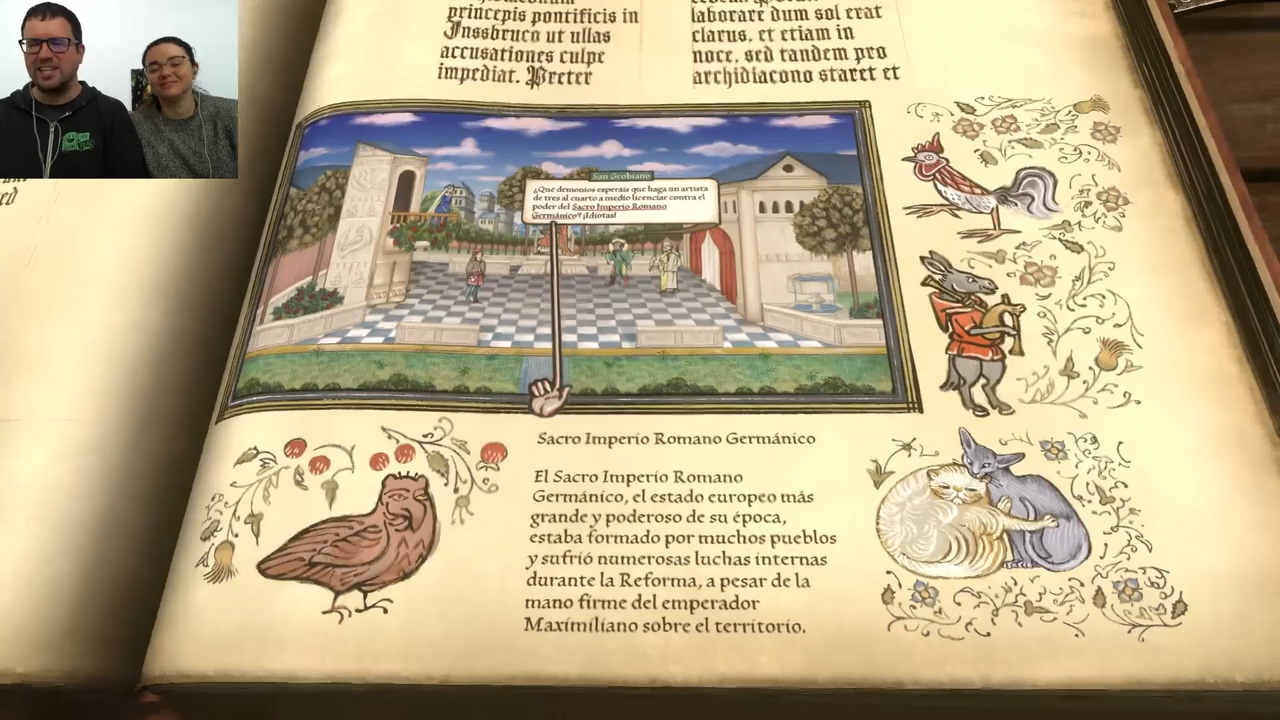 principis pontificis in
Inssbruco ut ullas
accusationes culpe
impediat. Preter
laborare dum sol erat
clarus, et etiam in
noce, sed tandem pro
archidiacono staret et
San Grobiano
¿Qué demonios esperáis que haga un artista
de tres al cuarto a medio licenciar contra el
poder del Sacro Imperio Romano
Germánico? ¡Idiotas!
Sacro Imperio Romano Germánico
El Sacro Imperio Romano
Germánico, el estado europeo más
grande y poderoso de su época,
estaba formado por muchos pueblos
y sufrió numerosas luchas internas
durante la Reforma, a pesar de la
mano firme del emperador
Maximiliano sobre el territorio.